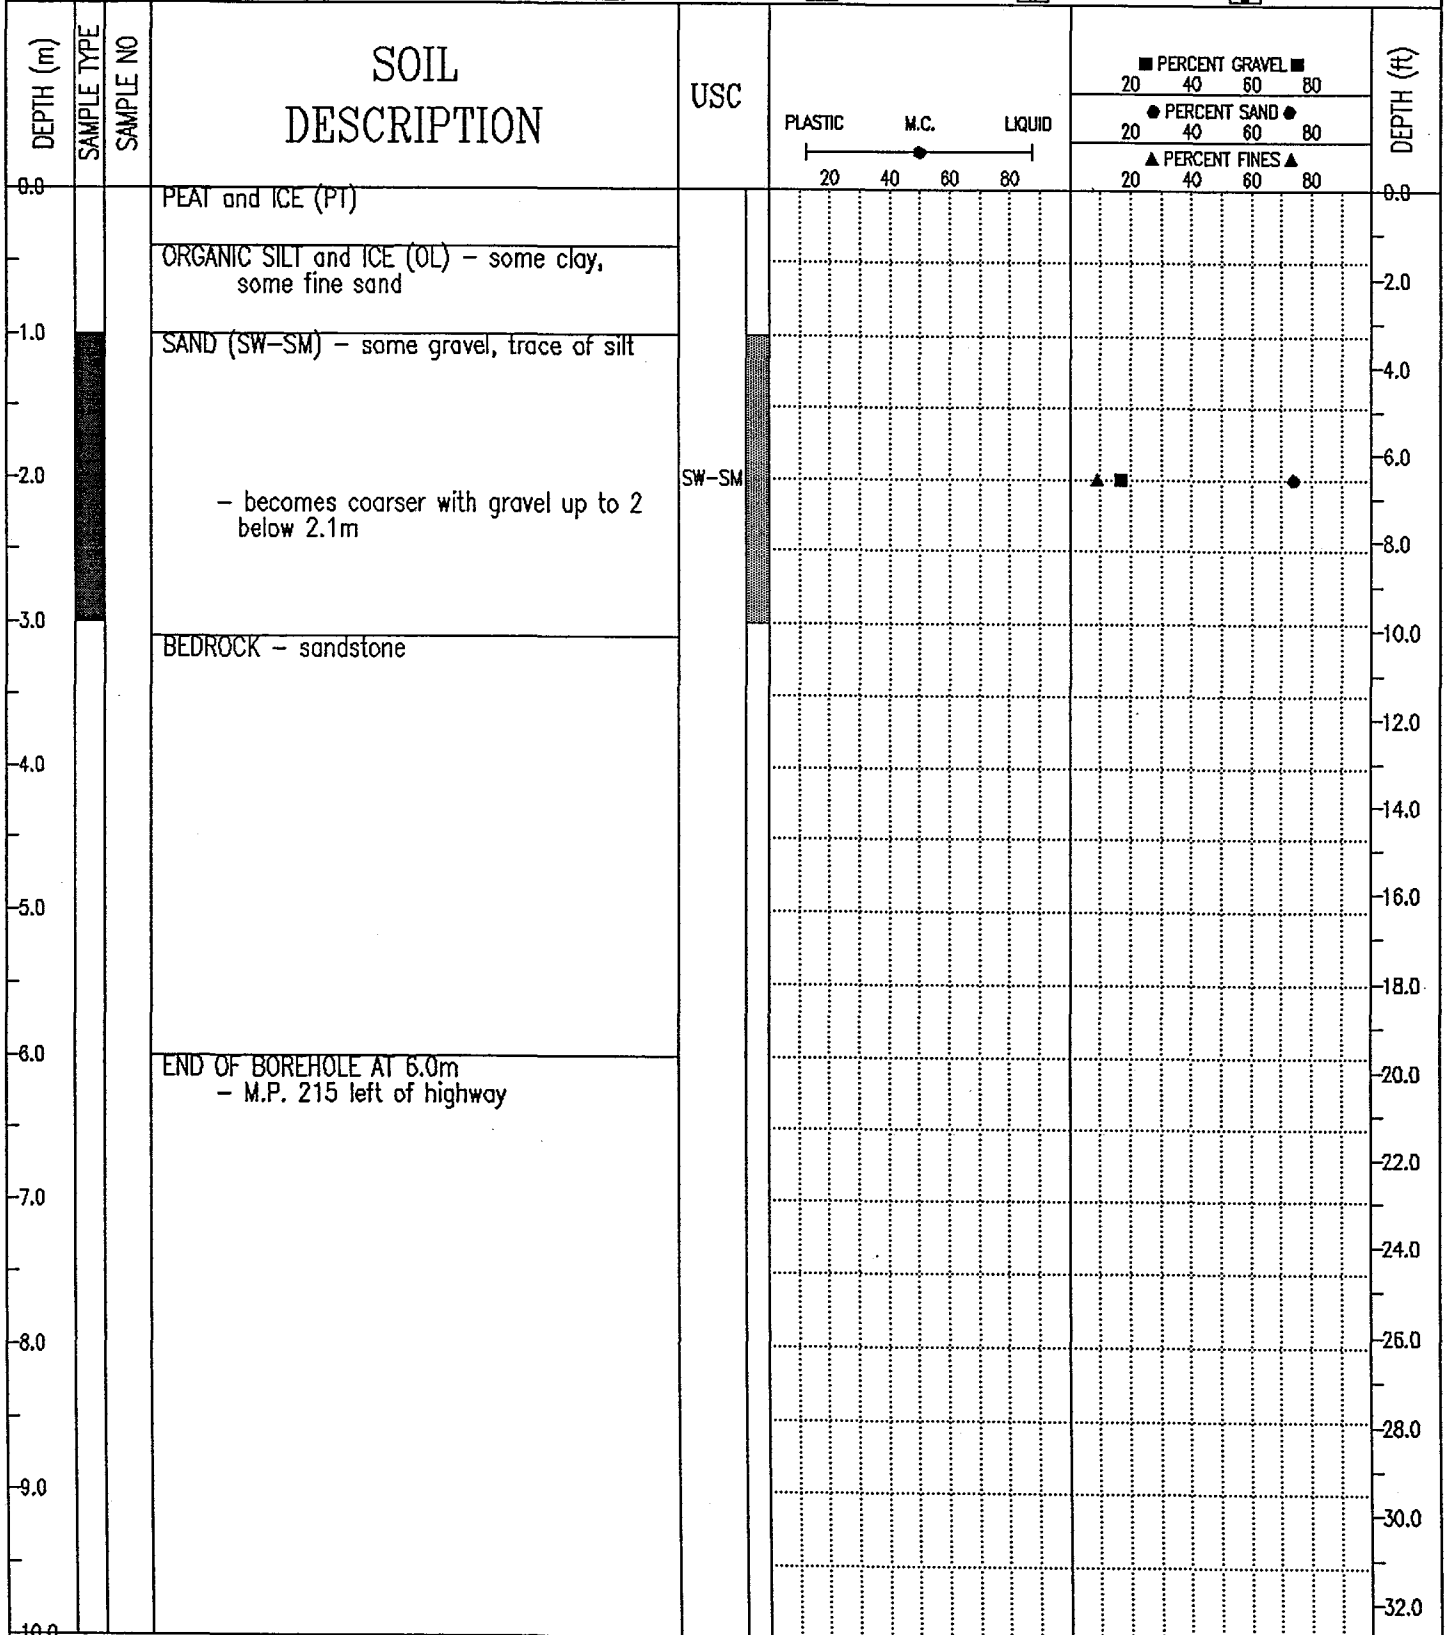 DEPTH (m)
SAMPLE TYPE
SAMPLE NO
SOIL
DESCRIPTION
USC
PLASTIC M.C. LIQUID
20 40 60 80
■ PERCENT GRAVEL ■
20 40 60 80
● PERCENT SAND ●
20 40 60 80
▲ PERCENT FINES ▲
20 40 60 80
DEPTH (ft)
0.0
1.0
2.0
3.0
4.0
5.0
6.0
7.0
8.0
9.0
10.0
PEAT and ICE (PT)
ORGANIC SILT and ICE (OL) – some clay,
some fine sand
SAND (SW–SM) – some gravel, trace of silt
– becomes coarser with gravel up to 2
below 2.1m
BEDROCK – sandstone
END OF BOREHOLE AT 6.0m
– M.P. 215 left of highway
SW–SM
0.0
2.0
4.0
6.0
8.0
10.0
12.0
14.0
16.0
18.0
20.0
22.0
24.0
26.0
28.0
30.0
32.0